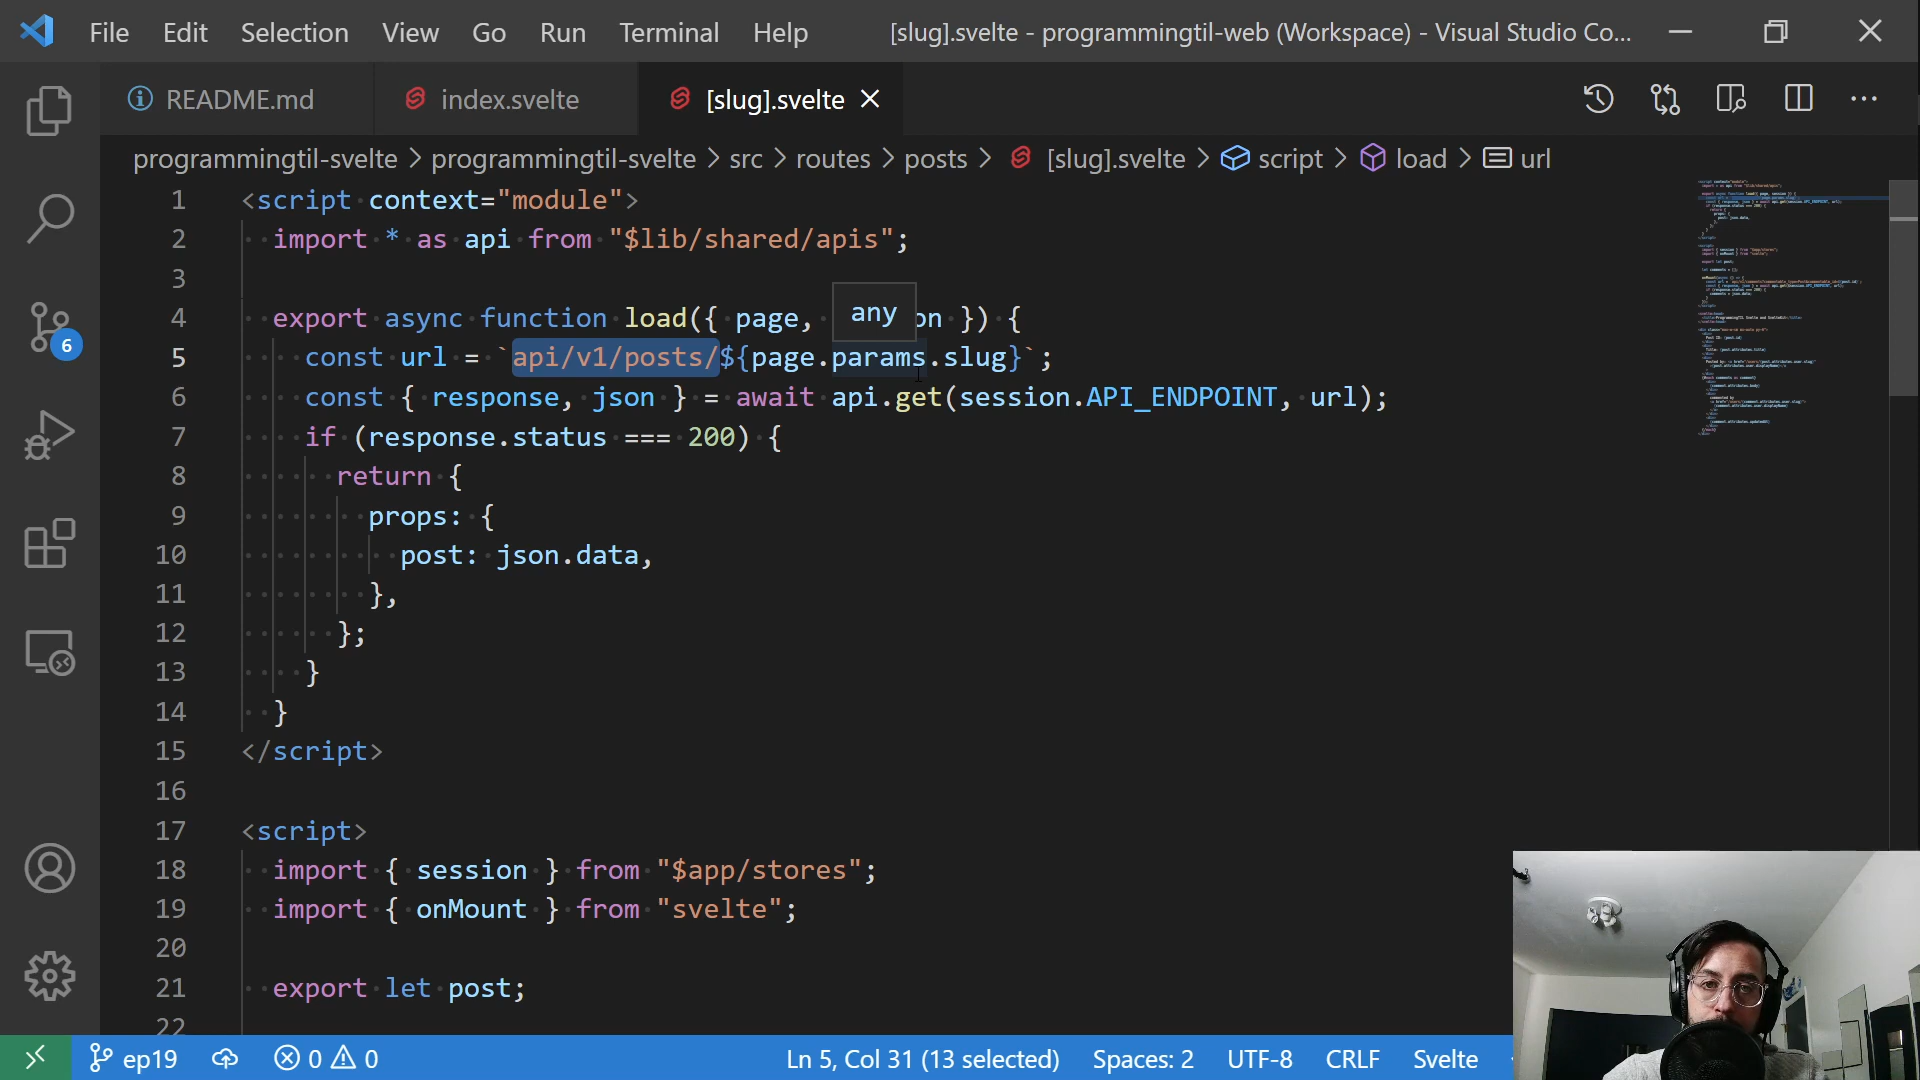 File Edit Selection View Go Run Terminal Help [slug].svelte - programmingtil-web (Workspace) - Visual Studio Co...
README.md index.svelte [slug].svelte
programmingtil-svelte > programmingtil-svelte > src > routes > posts > [slug].svelte > script > load > url
1 <script context="module">
2 import * as api from "$lib/shared/apis";
3
4 export async function load({ page, on }) {
any
5 const url = `api/v1/posts/${page.params.slug}`;
6 const { response, json } = await api.get(session.API_ENDPOINT, url);
7 if (response.status === 200) {
8 return {
9 props: {
10 post: json.data,
11 },
12 };
13 }
14 }
15 </script>
16
17 <script>
18 import { session } from "$app/stores";
19 import { onMount } from "svelte";
20
21 export let post;
22
6
ep19 0 0 Ln 5, Col 31 (13 selected) Spaces: 2 UTF-8 CRLF Svelte